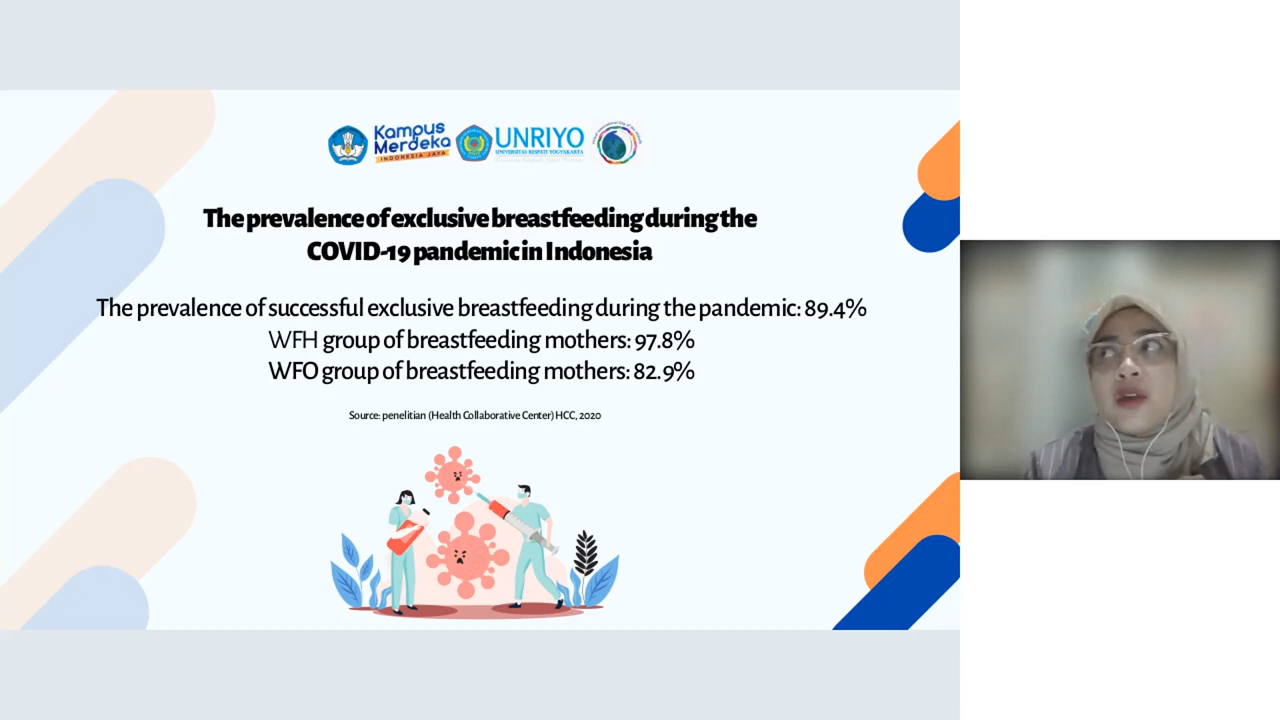 Kampus
Merdeka
INDONESIA JAYA
UNRIYO
UNIVERSITAS RESPATI YOGYAKARTA
The prevalence of exclusive breastfeeding during the
COVID-19 pandemic in Indonesia
The prevalence of successful exclusive breastfeeding during the pandemic: 89.4%
WFH group of breastfeeding mothers: 97.8%
WFO group of breastfeeding mothers: 82.9%
Source: penelitian (Health Collaborative Center) HCC, 2020